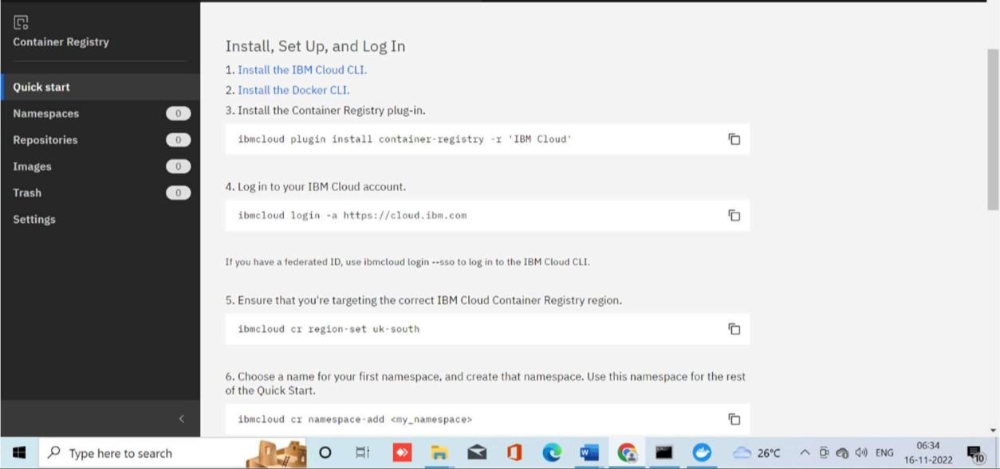 Container Registry
Quick start
Namespaces 0
Repositories 0
Images 0
Trash 0
Settings
Install, Set Up, and Log In
1. Install the IBM Cloud CLI.
2. Install the Docker CLI.
3. Install the Container Registry plug-in.
ibmcloud plugin install container-registry -r 'IBM Cloud'
4. Log in to your IBM Cloud account.
ibmcloud login -a https://cloud.ibm.com
If you have a federated ID, use ibmcloud login --sso to log in to the IBM Cloud CLI.
5. Ensure that you're targeting the correct IBM Cloud Container Registry region.
ibmcloud cr region-set uk-south
6. Choose a name for your first namespace, and create that namespace. Use this namespace for the rest
of the Quick Start.
ibmcloud cr namespace-add <my_namespace>
Type here to search
W
26°C
ENG
06:34
16-11-2022
10